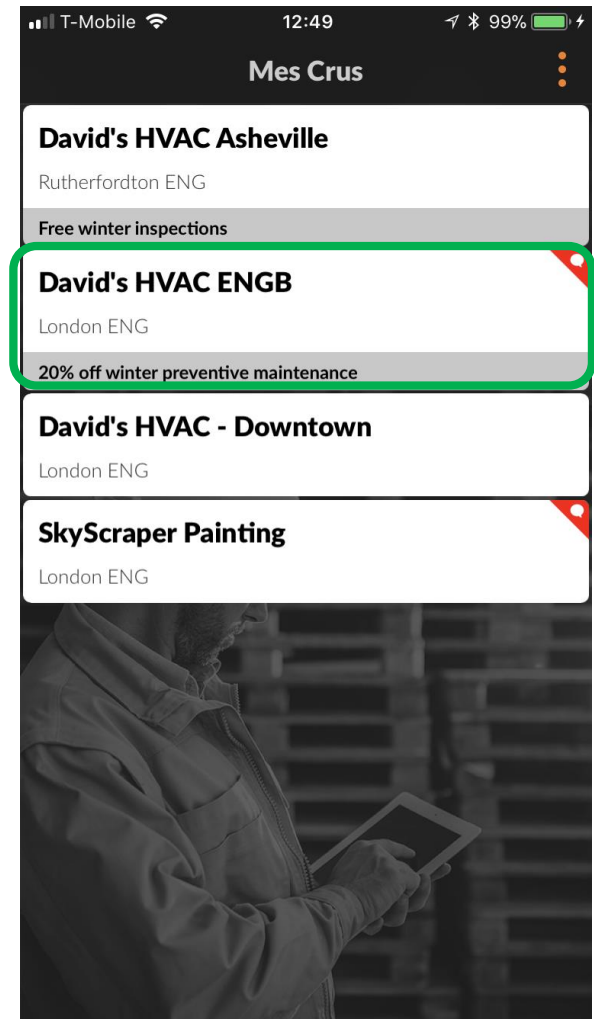 T-Mobile 12:49 99%
Mes Crus
David's HVAC Asheville
Rutherfordton ENG
Free winter inspections
David's HVAC ENGB
London ENG
20% off winter preventive maintenance
David's HVAC - Downtown
London ENG
SkyScraper Painting
London ENG